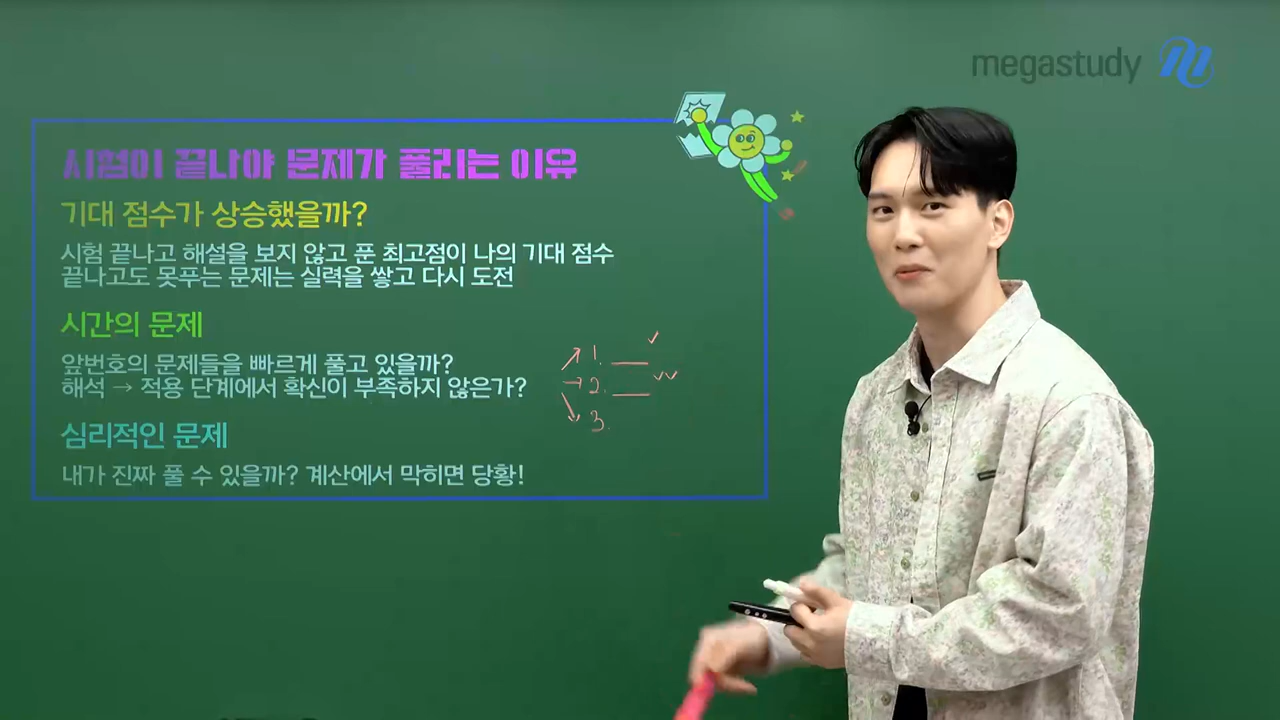 megastudy
시험이 끝나야 문제가 풀리는 이유
기대 점수가 상승했을까?
시험 끝나고 해설을 보지 않고 푼 최고점이 나의 기대 점수
끝나고도 못푸는 문제는 실력을 쌓고 다시 도전
시간의 문제
앞번호의 문제들을 빠르게 풀고 있을까?
해석 → 적용 단계에서 확신이 부족하지 않은가?
1.
2.
3.
심리적인 문제
내가 진짜 풀 수 있을까? 계산에서 막히면 당황!